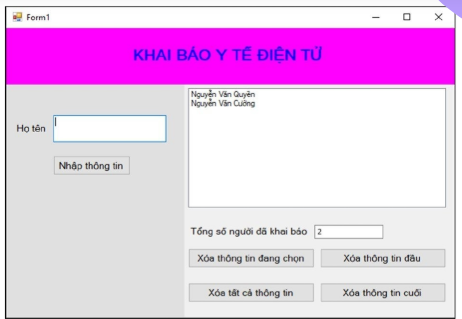 Form1
KHAI BÁO Y TẾ ĐIỆN TỬ
Nguyễn Văn Quyèn
Nguyễn Văn Cường
Họ tên
Nhập thông tin
Tổng số người đã khai báo 2
Xóa thông tin đang chọn
Xóa thông tin đầu
Xóa tất cả thông tin
Xóa thông tin cuối